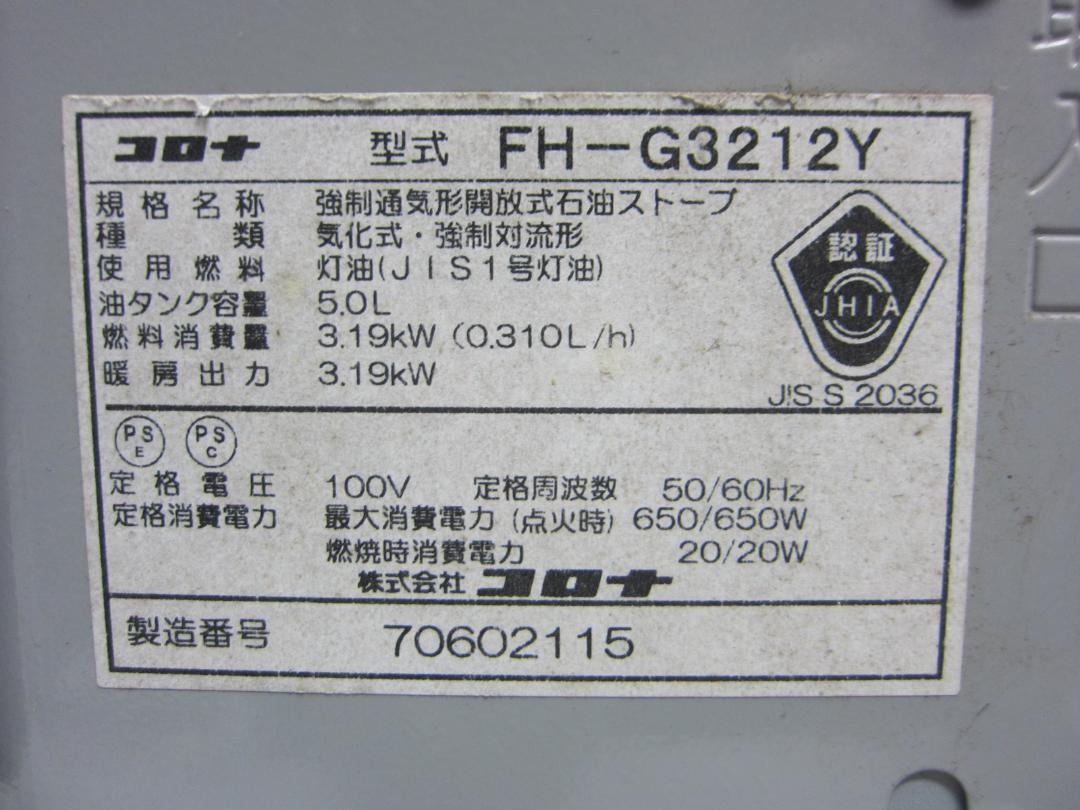 コロナ 型式 FH-G3212Y
規格名称 強制通気形開放式石油ストーブ
種類 気化式・強制対流形
使用燃料 灯油(JIS1号灯油)
油タンク容量 5.0L
燃料消費量 3.19kW (0.310L/h)
暖房出力 3.19kW
認証
JHIA
JIS S 2036
PS E PS C
定格電圧 100V 定格周波数 50/60Hz
定格消費電力 最大消費電力 (点火時) 650/650W
燃焼時消費電力 20/20W
株式会社 コロナ
製造番号 70602115